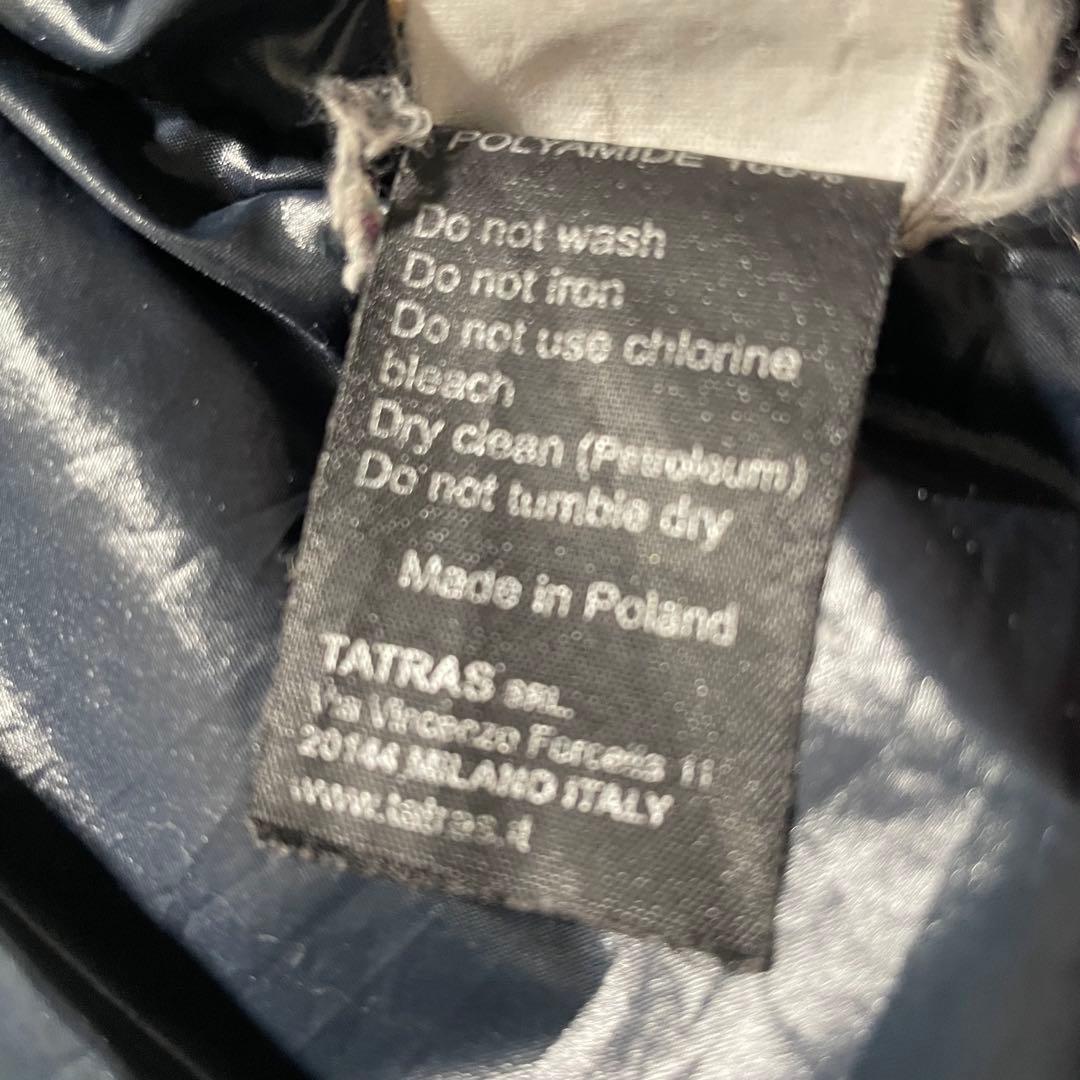 POLYAMIDE 100%
Do not wash
Do not iron
Do not use chlorine
bleach
Dry clean (Petroleum)
Do not tumble dry
Made in Poland
TATRAS SRL.
Via Vincenzo Forcella 11
20144 MILANO ITALY
www.tatras.it